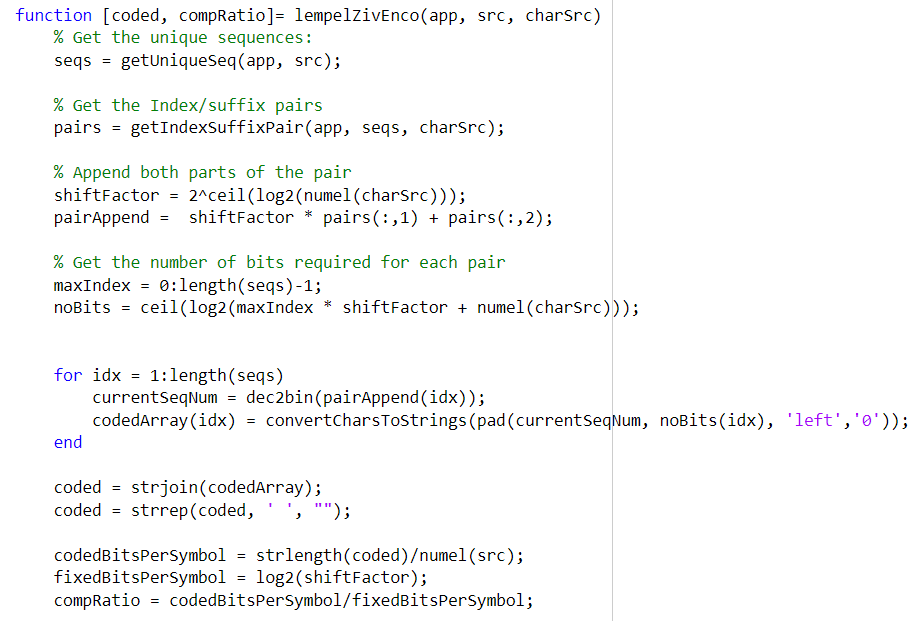 function [coded, compRatio]= lempelZivEnco(app, src, charSrc)
% Get the unique sequences:
seqs = getUniqueSeq(app, src);
% Get the Index/suffix pairs
pairs = getIndexSuffixPair(app, seqs, charSrc);
% Append both parts of the pair
shiftFactor = 2^ceil(log2(numel(charSrc)));
pairAppend =  shiftFactor * pairs(:,1) + pairs(:,2);
% Get the number of bits required for each pair
maxIndex = 0:length(seqs)-1;
noBits = ceil(log2(maxIndex * shiftFactor + numel(charSrc)));
for idx = 1:length(seqs)
currentSeqNum = dec2bin(pairAppend(idx));
codedArray(idx) = convertCharsToStrings(pad(currentSeqNum, noBits(idx), 'left','0'));
end
coded = strjoin(codedArray);
coded = strrep(coded, ' ', "");
codedBitsPerSymbol = strlength(coded)/numel(src);
fixedBitsPerSymbol = log2(shiftFactor);
compRatio = codedBitsPerSymbol/fixedBitsPerSymbol;